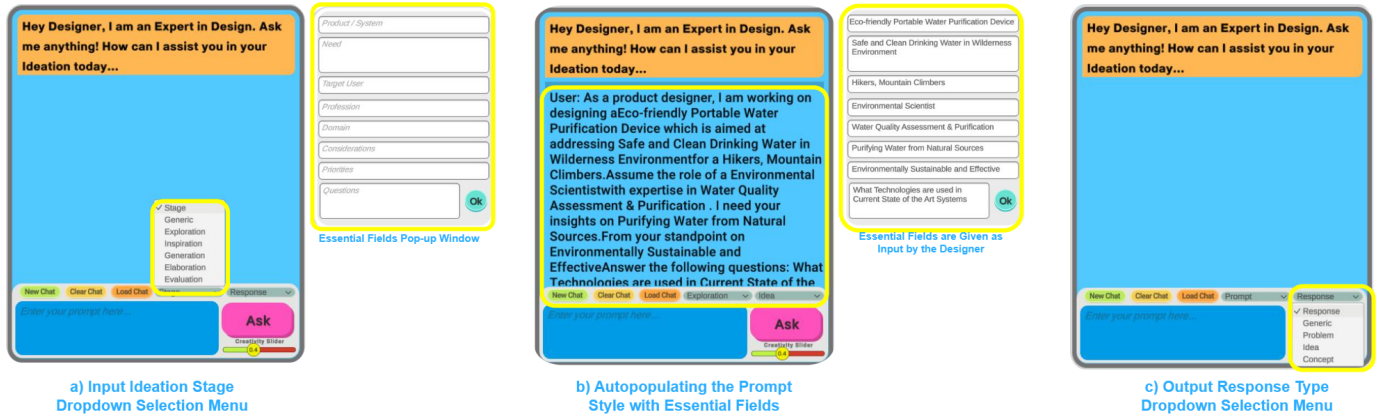 Hey Designer, I am an Expert in Design. Ask
me anything! How can I assist you in your
Ideation today...
✓ Stage
Generic
Exploration
Inspiration
Generation
Elaboration
Evaluation
New Chat
Clear Chat
Load Chat
Stage
Response
Enter your prompt here...
Ask
Creativity Slider
0.4
Product / System
Need
Target User
Profession
Domain
Considerations
Priorities
Questions
Ok
Essential Fields Pop-up Window
a) Input Ideation Stage
Dropdown Selection Menu
Hey Designer, I am an Expert in Design. Ask
me anything! How can I assist you in your
Ideation today...
User: As a product designer, I am working on
designing aEco-friendly Portable Water
Purification Device which is aimed at
addressing Safe and Clean Drinking Water in
Wilderness Environmentfor a Hikers, Mountain
Climbers.Assume the role of a Environmental
Scientistwith expertise in Water Quality
Assessment & Purification . I need your
insights on Purifying Water from Natural
Sources.From your standpoint on
Environmentally Sustainable and
EffectiveAnswer the following questions: What
Technologies are used in Current State of the
New Chat
Clear Chat
Load Chat
Exploration
Idea
Enter your prompt here...
Ask
Creativity Slider
0.4
Eco-friendly Portable Water Purification Device
Safe and Clean Drinking Water in Wilderness
Environment
Hikers, Mountain Climbers
Environmental Scientist
Water Quality Assessment & Purification
Purifying Water from Natural Sources
Environmentally Sustainable and Effective
What Technologies are used in
Current State of the Art Systems
Ok
Essential Fields are Given as
Input by the Designer
b) Autopopulating the Prompt
Style with Essential Fields
Hey Designer, I am an Expert in Design. Ask
me anything! How can I assist you in your
Ideation today...
New Chat
Clear Chat
Load Chat
Prompt
Response
Enter your prompt here...
✓ Response
Generic
Problem
Idea
Concept
c) Output Response Type
Dropdown Selection Menu